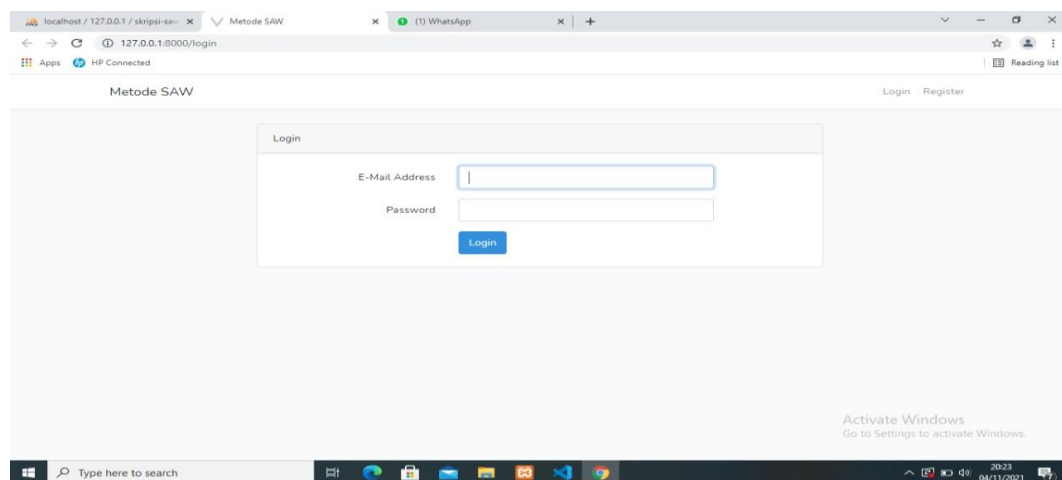 localhost / 127.0.0.1 / skripsi-saw
Metode SAW
(1) WhatsApp
127.0.0.1:8000/login
Apps
HP Connected
Reading list
Metode SAW
Login
Register
Login
E-Mail Address
Password
Login
Activate Windows
Go to Settings to activate Windows.
Type here to search
20:23
04/11/2021